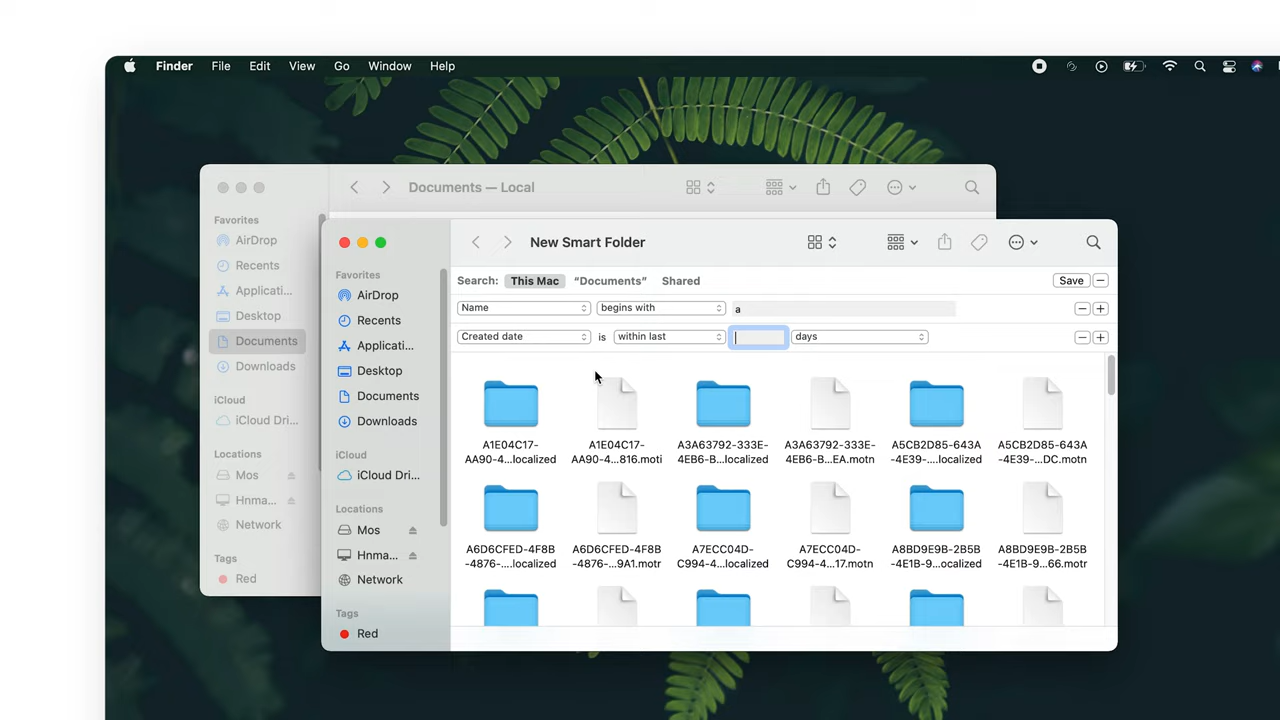 Finder File Edit View Go Window Help
Documents — Local
Favorites
AirDrop
Recents
Applicati...
Desktop
Documents
Downloads
iCloud
iCloud Dri...
Locations
Mos
Hnma...
Network
Tags
Red
New Smart Folder
Favorites
AirDrop
Recents
Applicati...
Desktop
Documents
Downloads
iCloud
iCloud Dri...
Locations
Mos
Hnma...
Network
Tags
Red
Search: This Mac “Documents” Shared Save
Name begins with a
Created date is within last days
A1E04C17-
AA90-4...localized
A1E04C17-
AA90-4...816.moti
A3A63792-333E-
4EB6-B...localized
A3A63792-333E-
4EB6-B...EA.motn
A5CB2D85-643A
-4E39-....localized
A5CB2D85-643A
-4E39-...DC.motn
A6D6CFED-4F8B
-4876-....localized
A6D6CFED-4F8B
-4876-...9A1.motr
A7ECC04D-
C994-4...localized
A7ECC04D-
C994-4...17.motn
A8BD9E9B-2B5B
-4E1B-9...ocalized
A8BD9E9B-2B5B
-4E1B-9...66.motr